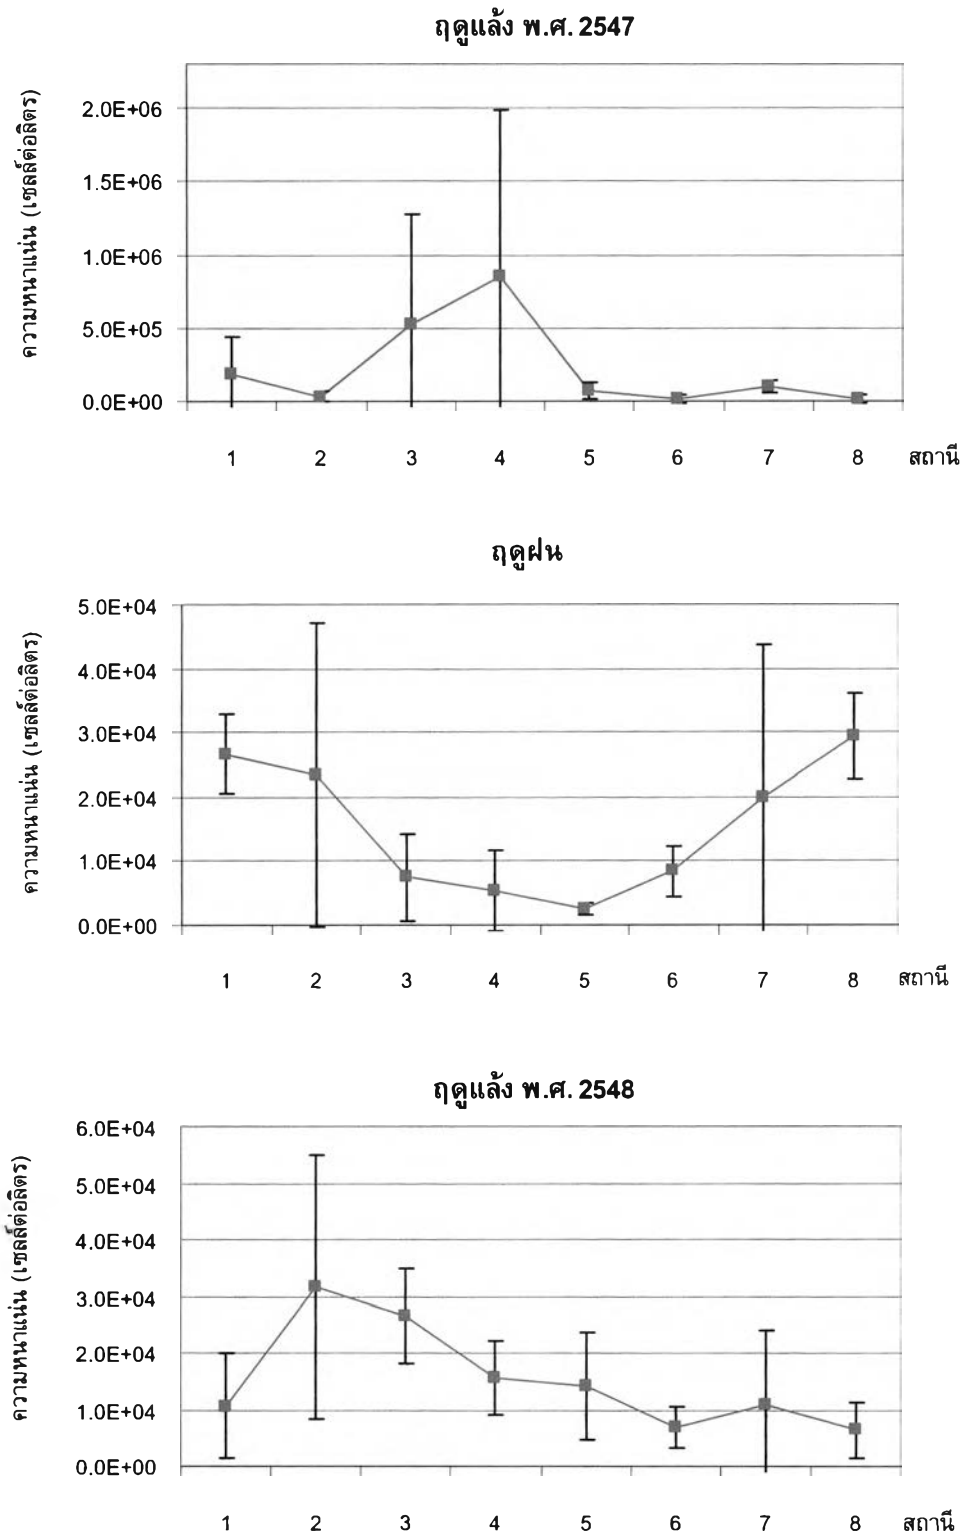 ฤดูแล้ง พ.ศ. 2547
ความหนาแน่น (เซลล์ต่อลิตร)
2.0E+06
1.5E+06
1.0E+06
5.0E+05
0.0E+00
1 2 3 4 5 6 7 8 สถานี
ฤดูฝน
ความหนาแน่น (เซลล์ต่อลิตร)
5.0E+04
4.0E+04
3.0E+04
2.0E+04
1.0E+04
0.0E+00
1 2 3 4 5 6 7 8 สถานี
ฤดูแล้ง พ.ศ. 2548
ความหนาแน่น (เซลล์ต่อลิตร)
6.0E+04
5.0E+04
4.0E+04
3.0E+04
2.0E+04
1.0E+04
0.0E+00
1 2 3 4 5 6 7 8 สถานี